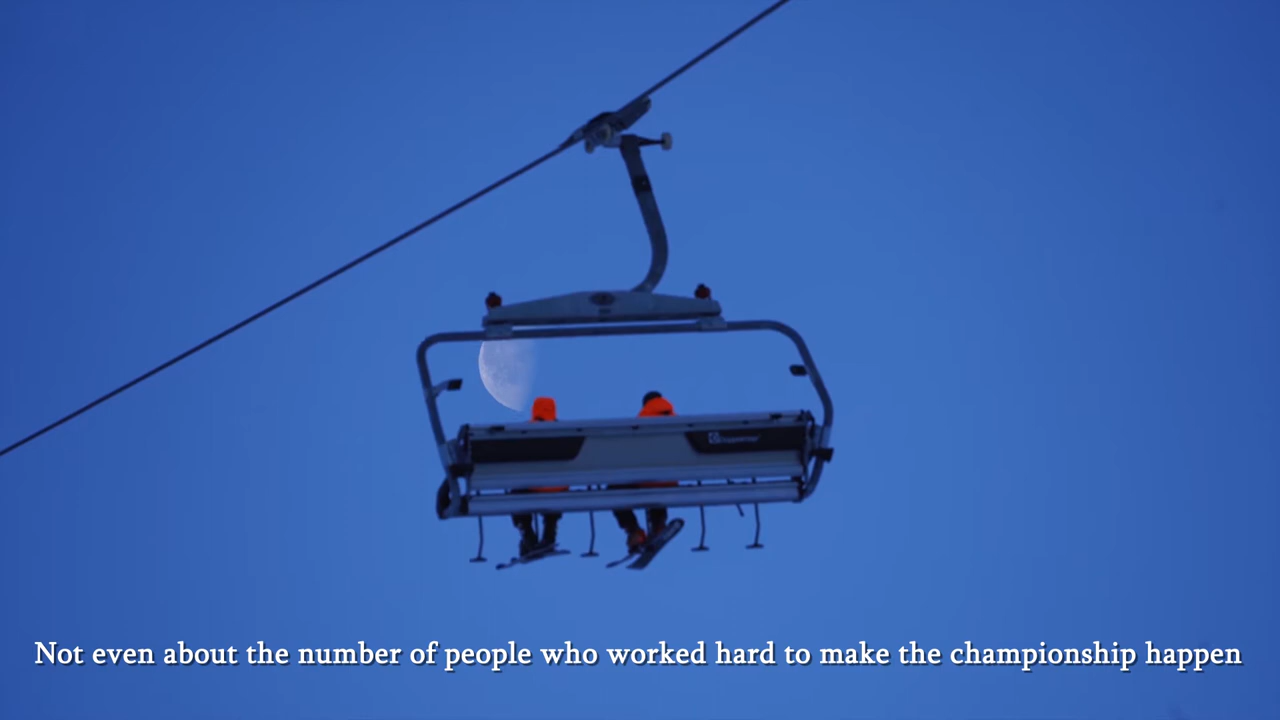 Not even about the number of people who worked hard to make the championship happen